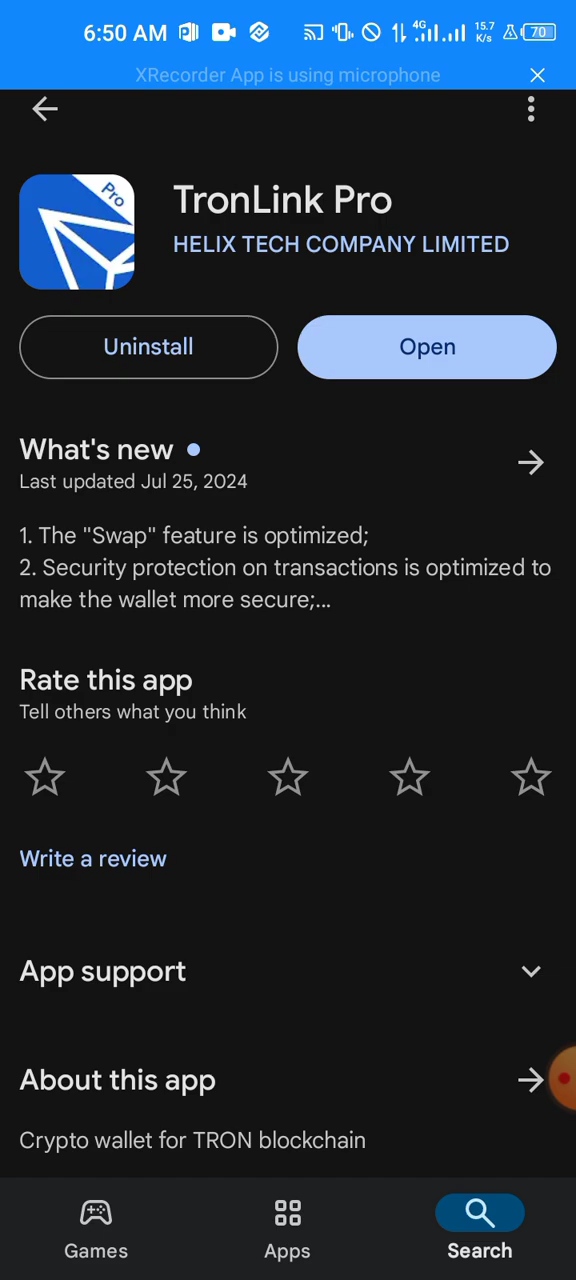 6:50 AM
4G
15.7
K/s
70
XRecorder App is using microphone
Pro
TronLink Pro
HELIX TECH COMPANY LIMITED
Uninstall
Open
What's new
Last updated Jul 25, 2024
1. The "Swap" feature is optimized;
2. Security protection on transactions is optimized to
make the wallet more secure;...
Rate this app
Tell others what you think
Write a review
App support
About this app
Crypto wallet for TRON blockchain
Games
Apps
Search